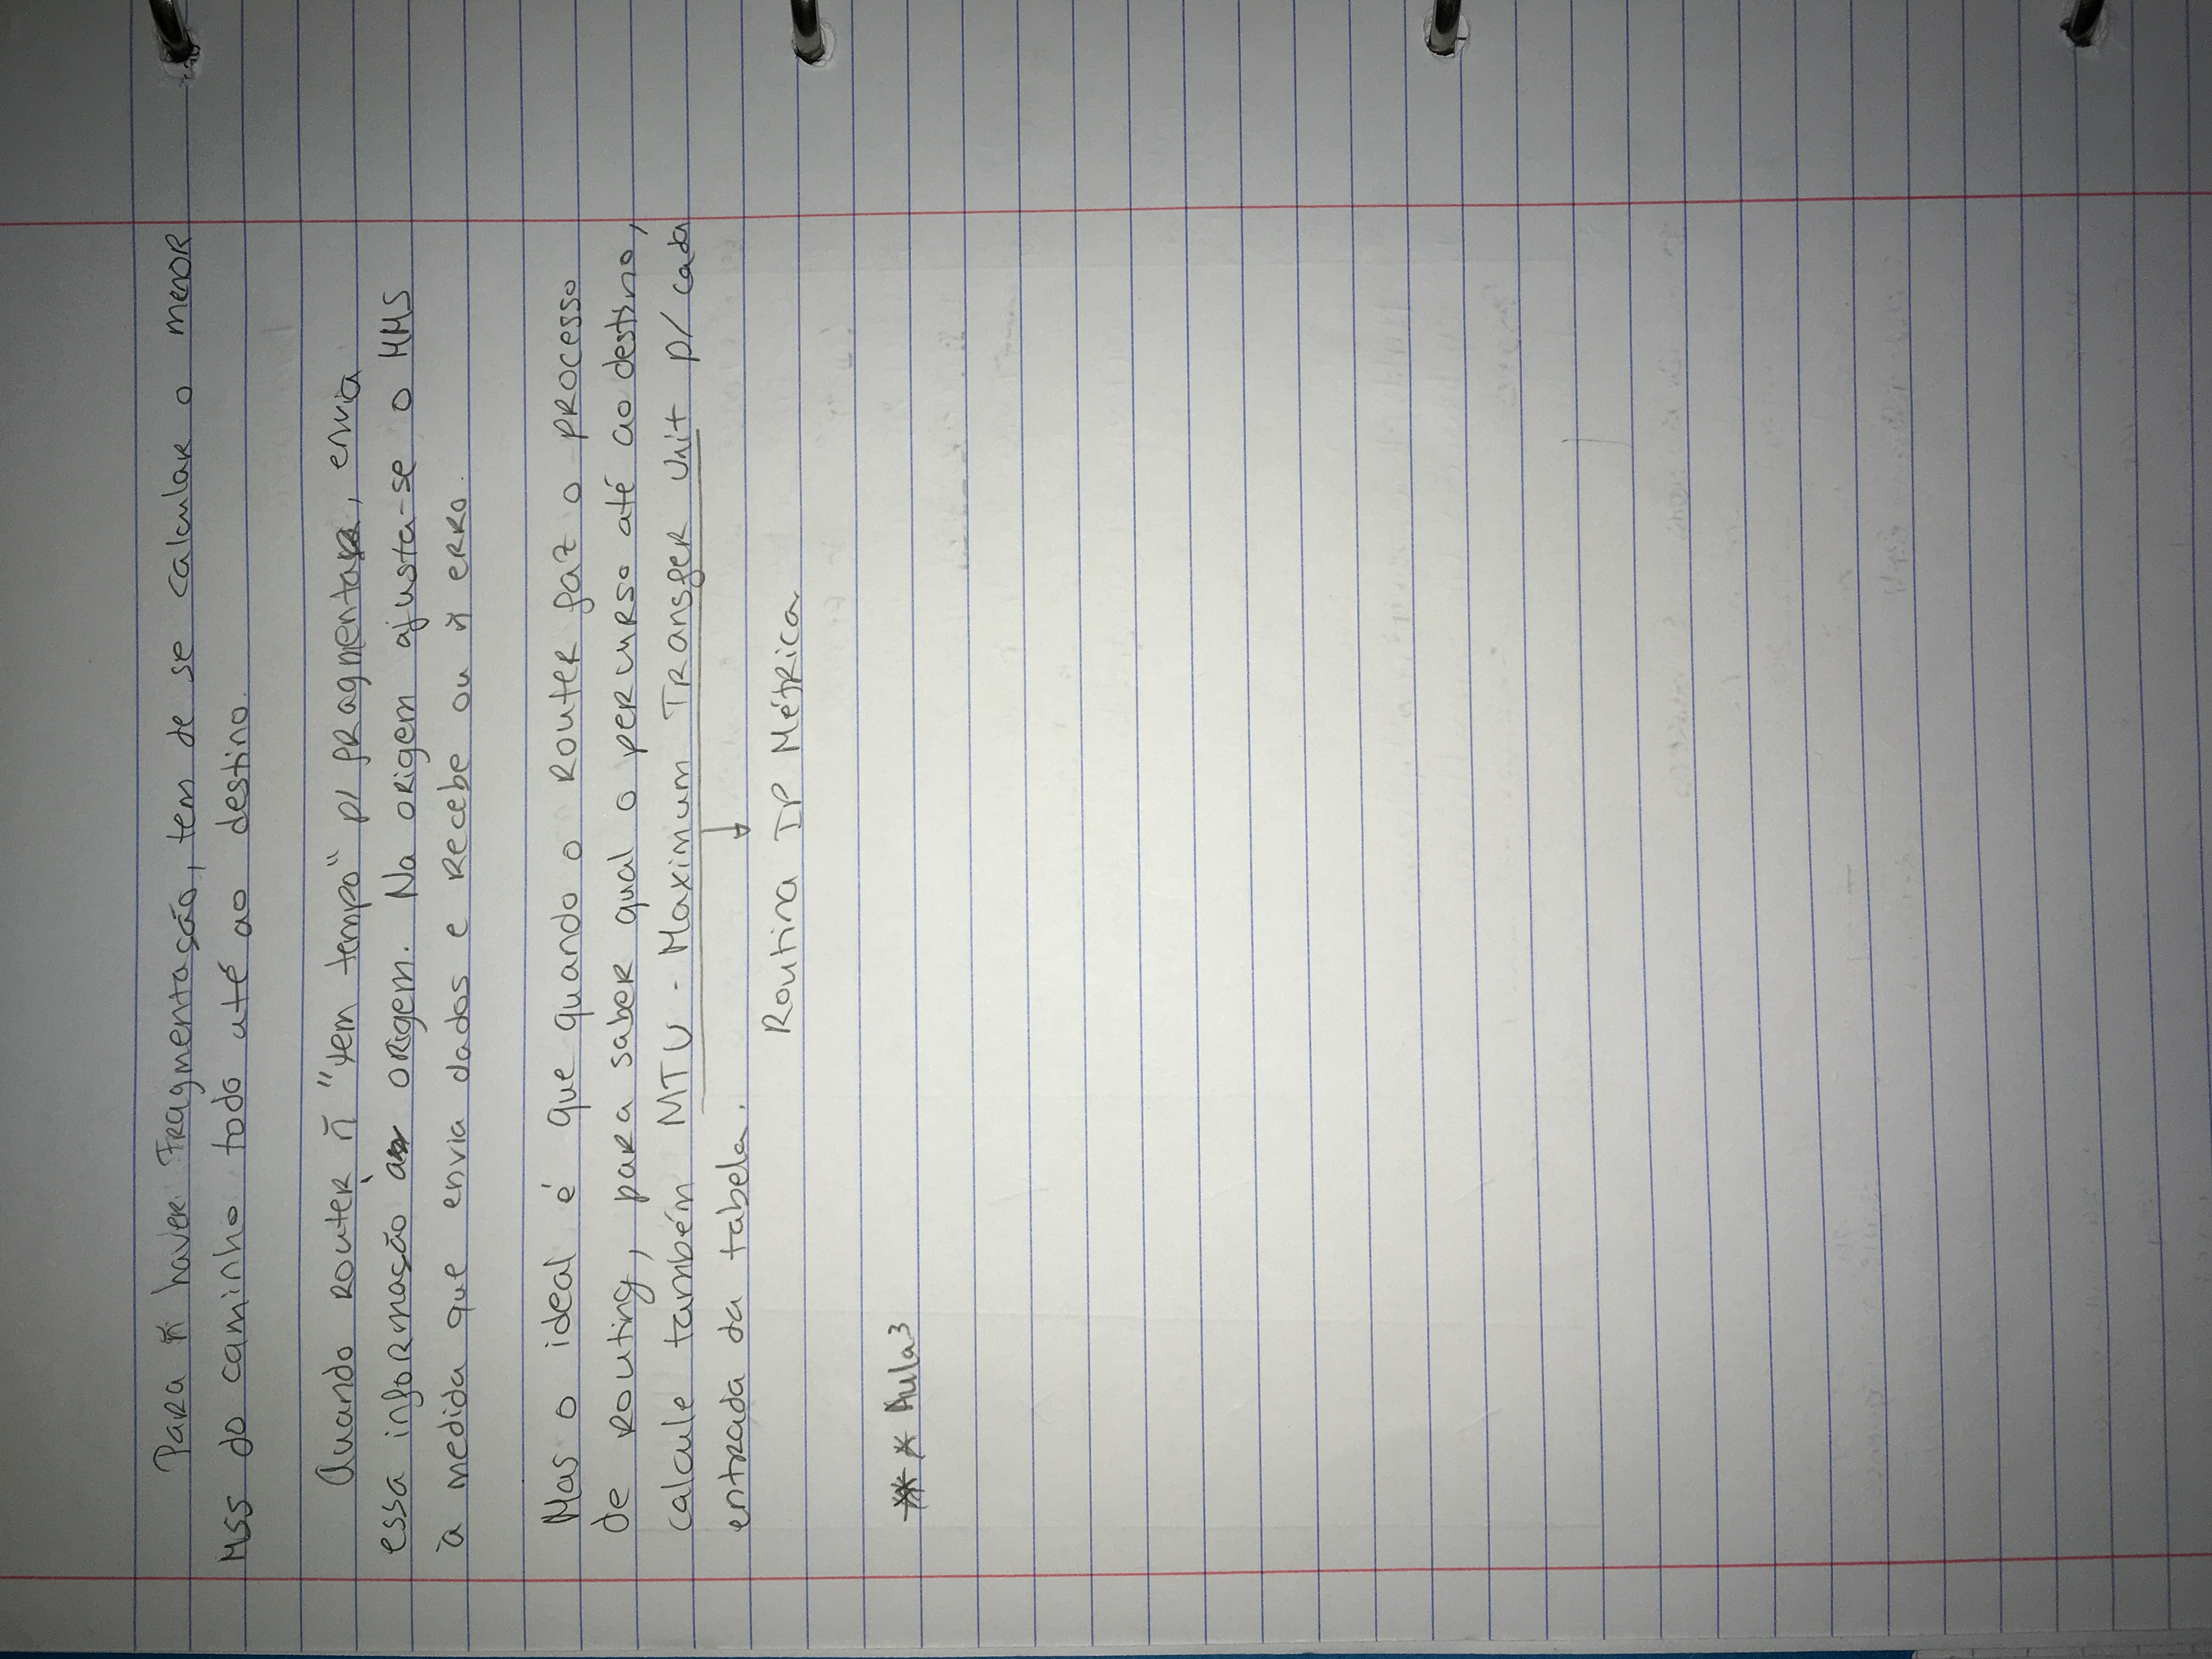 Para ñ haver Fragmentação, tem de se calcular o menor
MSS do caminho todo até ao destino.
Quando router ñ "tem tempo" p/ fragmentar, envia
essa informação à origem. Na origem ajusta-se o MMS
à medida que envia dados e recebe ou ñ erro.
Mas o ideal é que quando o router faz o processo
de routing, para saber qual o percurso até ao destino,
calcule também MTU - Maximum Transfer Unit p/ cada
entrada da tabela.
Routina IP Métrica
* Aula 3